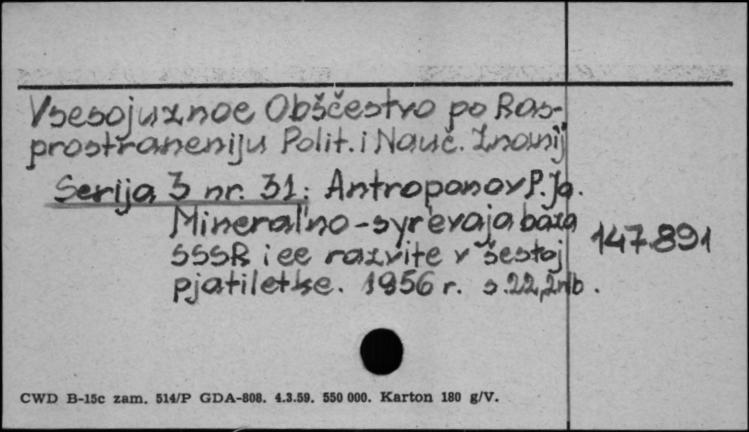 Vsesojuznoe Obščestvo po Ras-
prostraneniju Polit. i Nauč. Znanij
Serija 3 nr. 31: Antropov P. Ja.
Mineral'no-syr'evaja baza
SSSR i ee razvite v šestoj 147.891
pjatiletke. 1956 r. s. 22, 2nlb.
CWD B-15c zam. 514/P GDA-808. 4.3.59. 550 000. Karton 180 g/V.